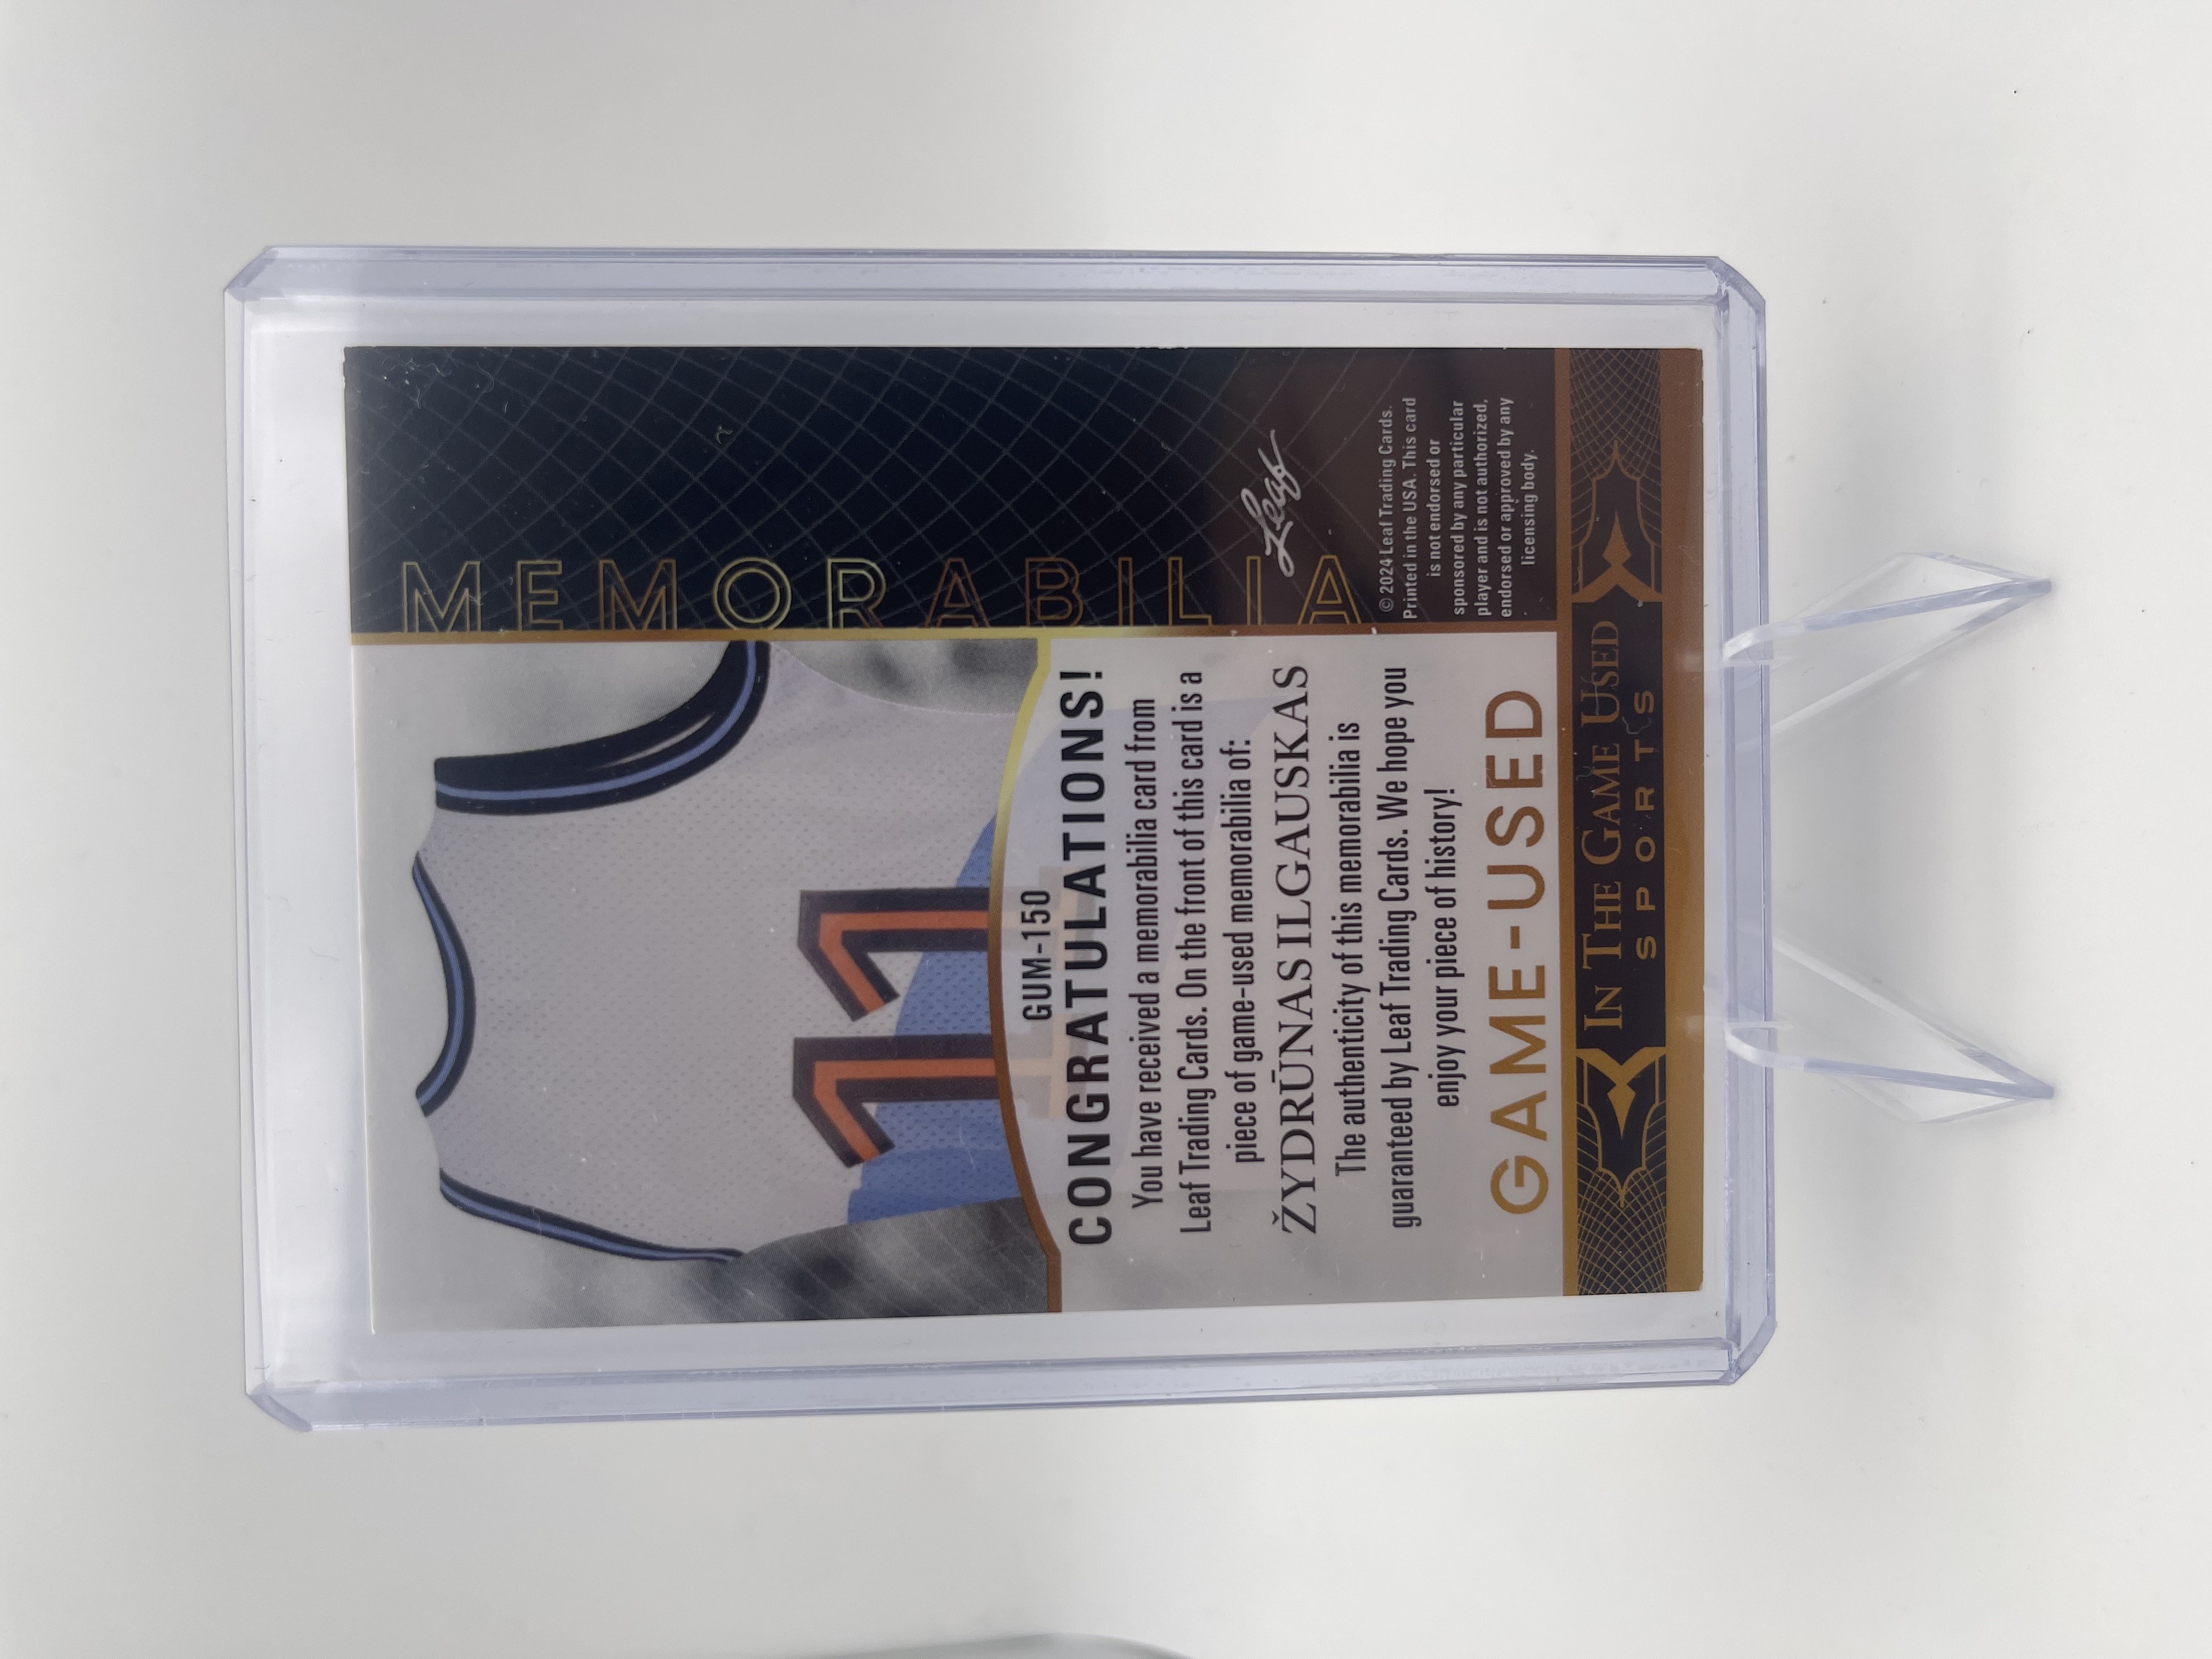 11
GUM-150
CONGRATULATIONS!
You have received a memorabilia card from
Leaf Trading Cards. On the front of this card is a
piece of game-used memorabilia of:
ŽYDRŪNAS ILGAUSKAS
The authenticity of this memorabilia is
guaranteed by Leaf Trading Cards. We hope you
enjoy your piece of history!
GAME-USED
MEMORABILIA
Leaf
© 2024 Leaf Trading Cards.
Printed in the USA. This card
is not endorsed or
sponsored by any particular
player and is not authorized,
endorsed or approved by any
licensing body.
IN THE GAME USED
SPORTS